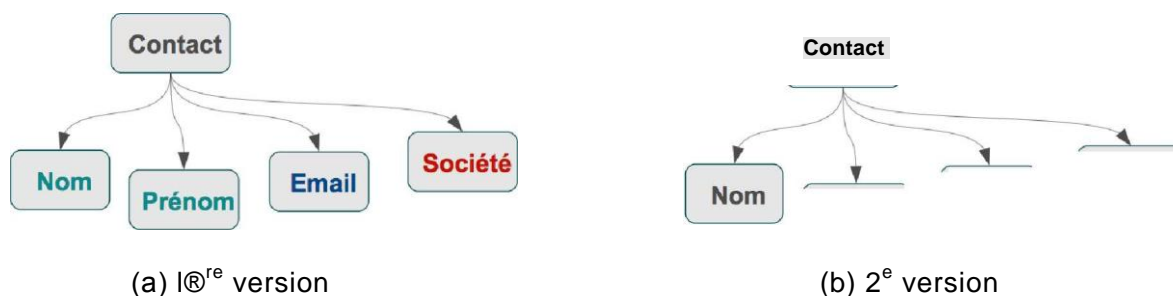 Contact
Contact
Société
Nom
Email
Prénom
Nom
(a) l®re version
(b) 2e version